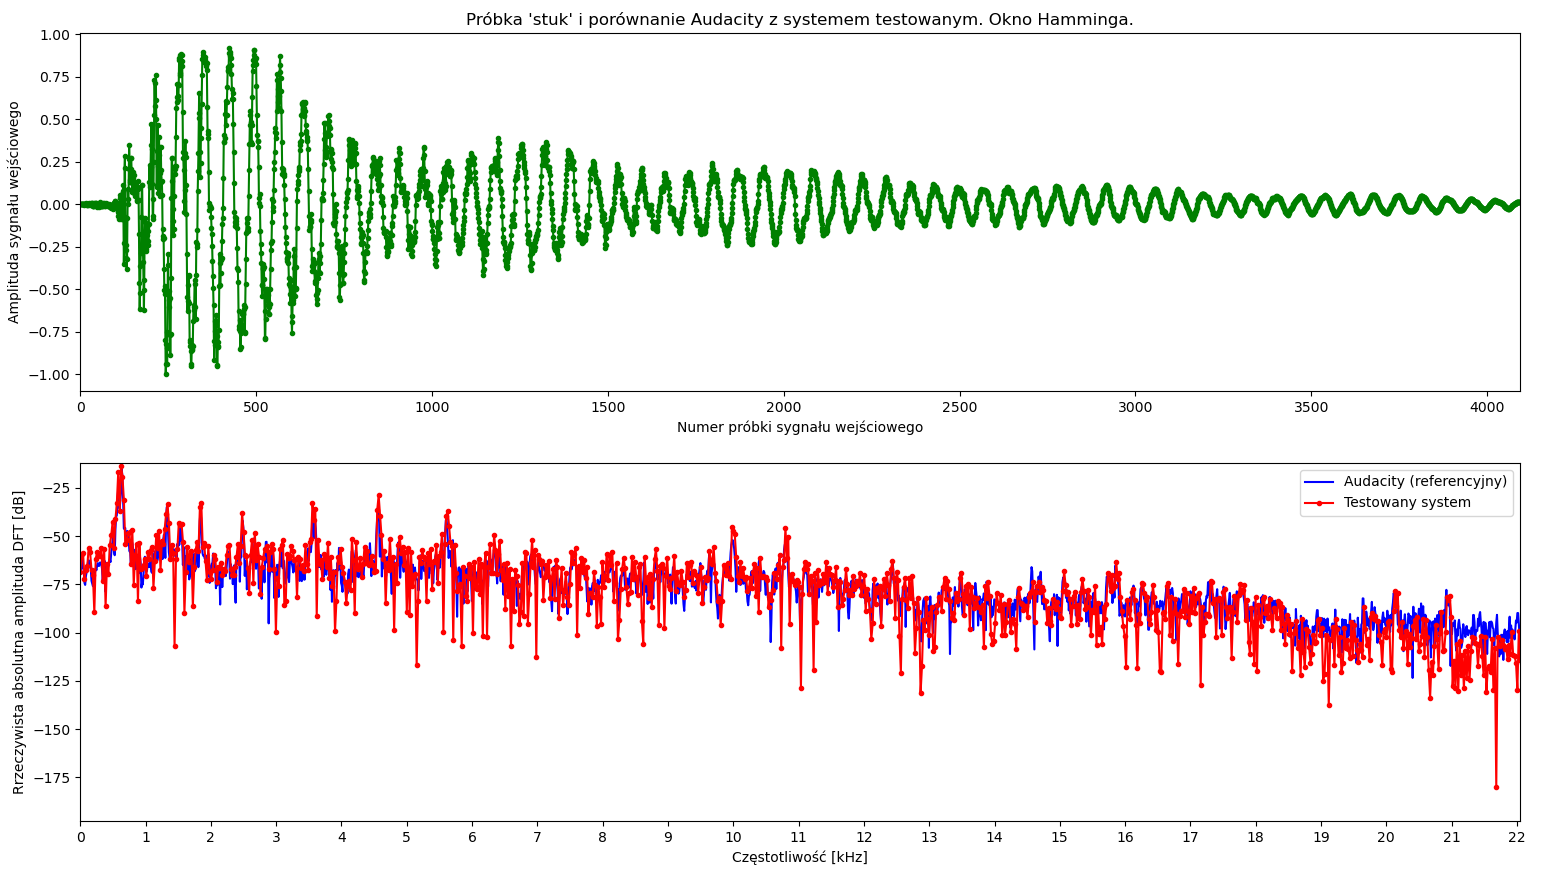 Próbka 'stuk' i porównanie Audacity z systemem testowanym. Okno Hamminga.
1.00
0.75
0.50
0.25
0.00
−0.25
−0.50
−0.75
−1.00
Amplituda sygnału wejściowego
0 500 1000 1500 2000 2500 3000 3500 4000
Numer próbki sygnału wejściowego
Audacity (referencyjny)
Testowany system
−25
−50
−75
−100
−125
−150
−175
Rrzeczywista absolutna amplituda DFT [dB]
0 1 2 3 4 5 6 7 8 9 10 11 12 13 14 15 16 17 18 19 20 21 22
Częstotliwość [kHz]